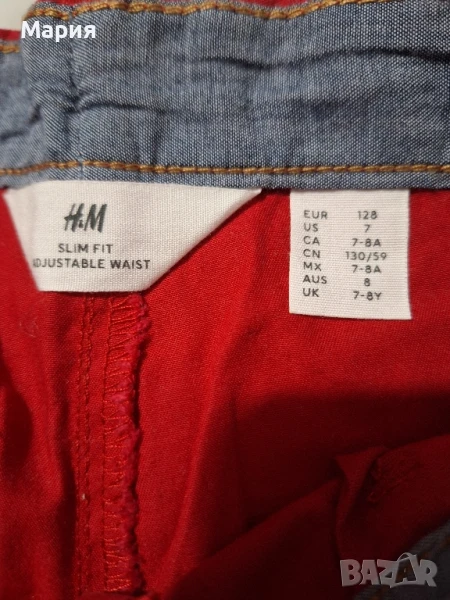 Мария
H&M
SLIM FIT
ADJUSTABLE WAIST
EUR 128
US 7
CA 7-8A
CN 130/59
MX 7-8A
AUS 8
UK 7-8Y
BAZAR